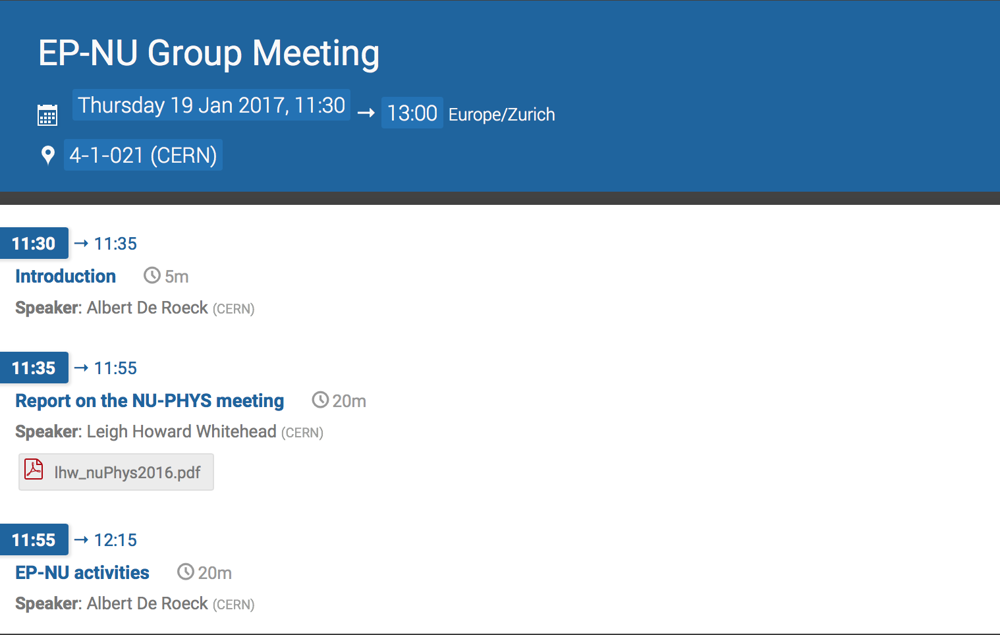 EP-NU Group Meeting
Thursday 19 Jan 2017, 11:30 → 13:00 Europe/Zurich
4-1-021 (CERN)
11:30 → 11:35
Introduction 5m
Speaker: Albert De Roeck (CERN)
11:35 → 11:55
Report on the NU-PHYS meeting 20m
Speaker: Leigh Howard Whitehead (CERN)
lhw_nuPhys2016.pdf
11:55 → 12:15
EP-NU activities 20m
Speaker: Albert De Roeck (CERN)